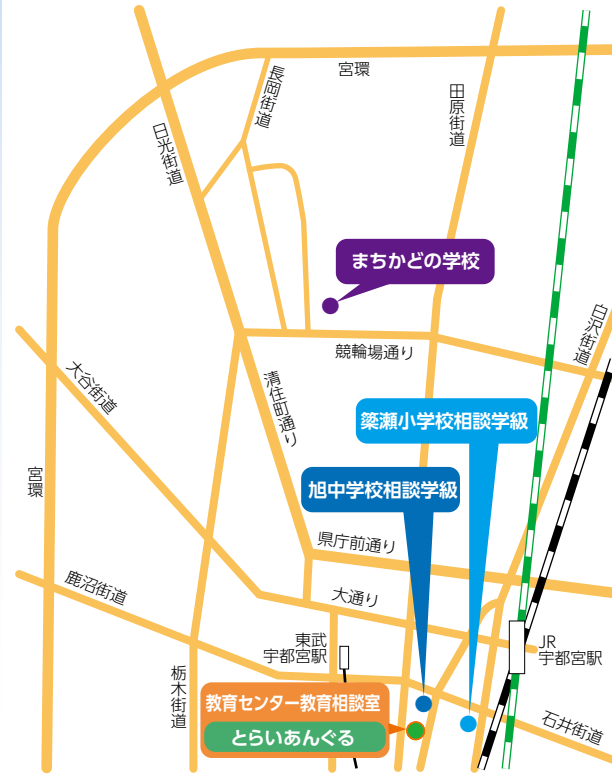 宮環
長岡街道
田原街道
日光街道
まちかどの学校
白沢街道
競輪場通り
大谷街道
清住町通り
簗瀬小学校相談学級
宮環
旭中学校相談学級
県庁前通り
鹿沼街道
大通り
東武
宇都宮駅
JR
宇都宮駅
栃木街道
教育センター教育相談室
とらいあんぐる
石井街道